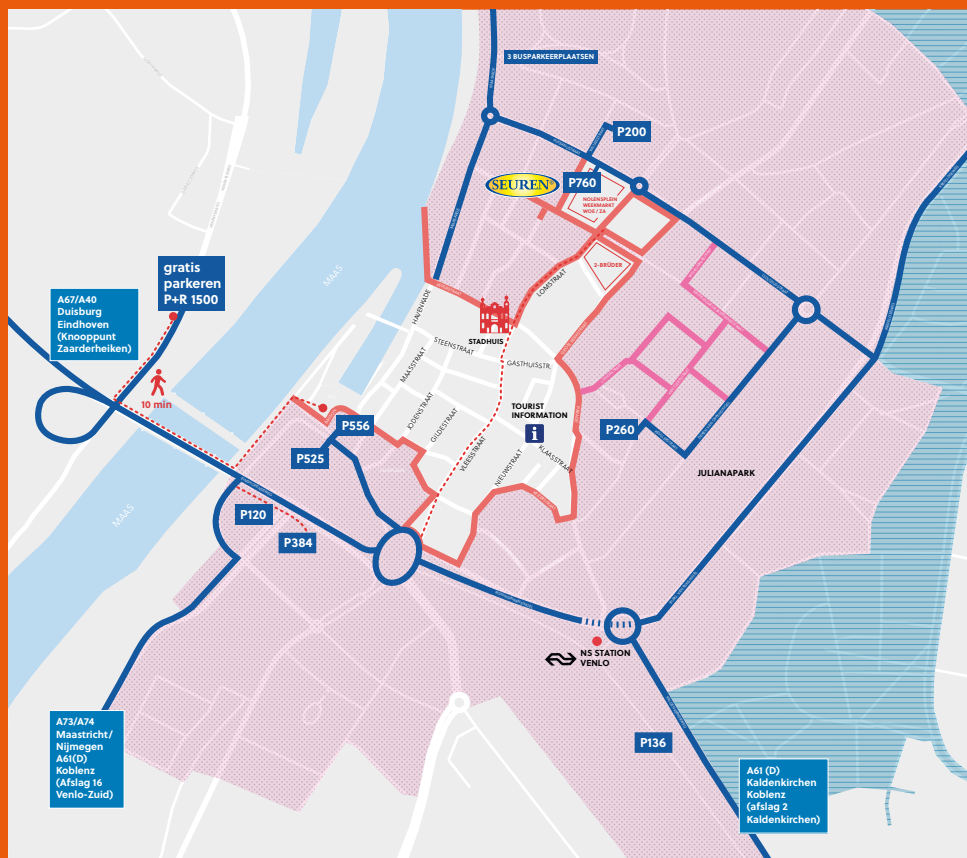 3 BUSPARKEERPLAATSEN
P200
SEUREN®
P760
NOLENSPLEIN
WEEKMARKT
WOE / ZA
2-BRÜDER
gratis
parkeren
P+R 1500
A67/A40
Duisburg
Eindhoven
(Knooppunt
Zaarderheiken)
MAAS
HAVENKADE
LOMSTRAAT
STADHUIS
STEENSTRAAT
MAASSTRAAT
GASTHUISSTR.
10 min
JODENSTRAAT
GILDESTRAAT
TOURIST
INFORMATION
i
P556
P525
VLEESSTRAAT
NIEUWSTRAAT
KLAASSTRAAT
P260
JULIANAPARK
MAAS
P120
P384
NS STATION
VENLO
A73/A74
Maastricht/
Nijmegen
A61(D)
Koblenz
(Afslag 16
Venlo-Zuid)
P136
A61 (D)
Kaldenkirchen
Koblenz
(afslag 2
Kaldenkirchen)